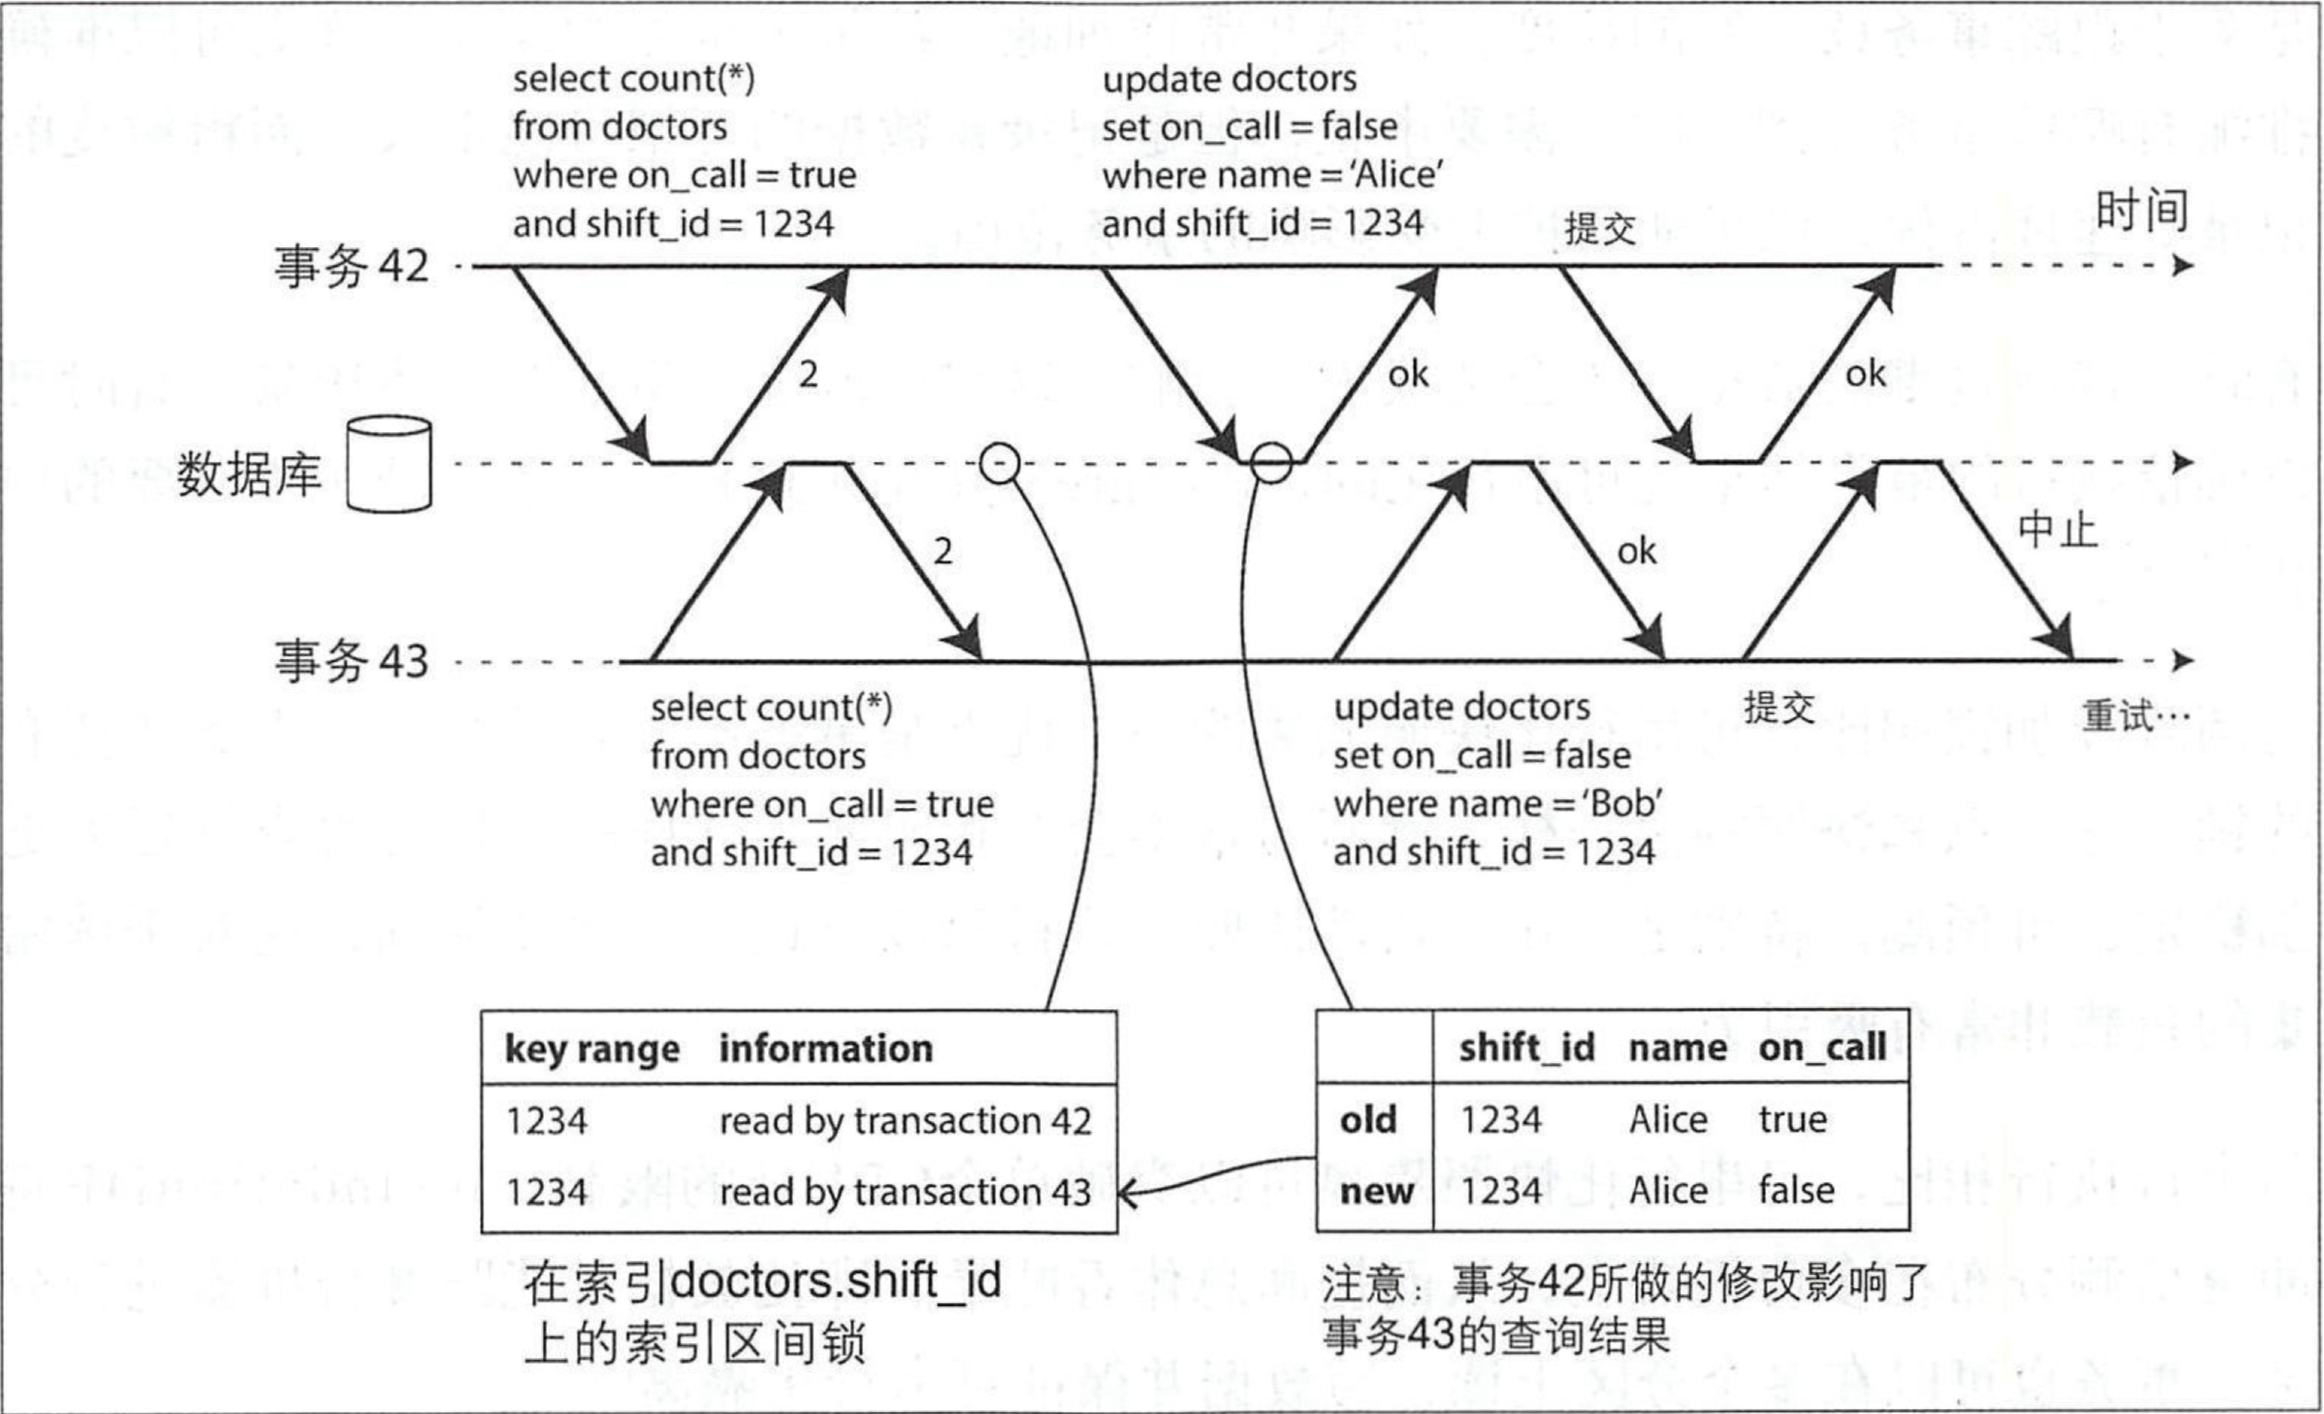 select count(*)
from doctors
where on_call = true
and shift_id = 1234
update doctors
set on_call = false
where name = ‘Alice’
and shift_id = 1234
提交
时间
事务 42
2
ok
ok
数据库
2
ok
中止
事务 43
select count(*)
from doctors
where on_call = true
and shift_id = 1234
update doctors
set on_call = false
where name = ‘Bob’
and shift_id = 1234
提交
重试…
key range information
1234 read by transaction 42
1234 read by transaction 43
在索引doctors.shift_id
上的索引区间锁
shift_id name on_call
old 1234 Alice true
new 1234 Alice false
注意：事务42所做的修改影响了
事务43的查询结果